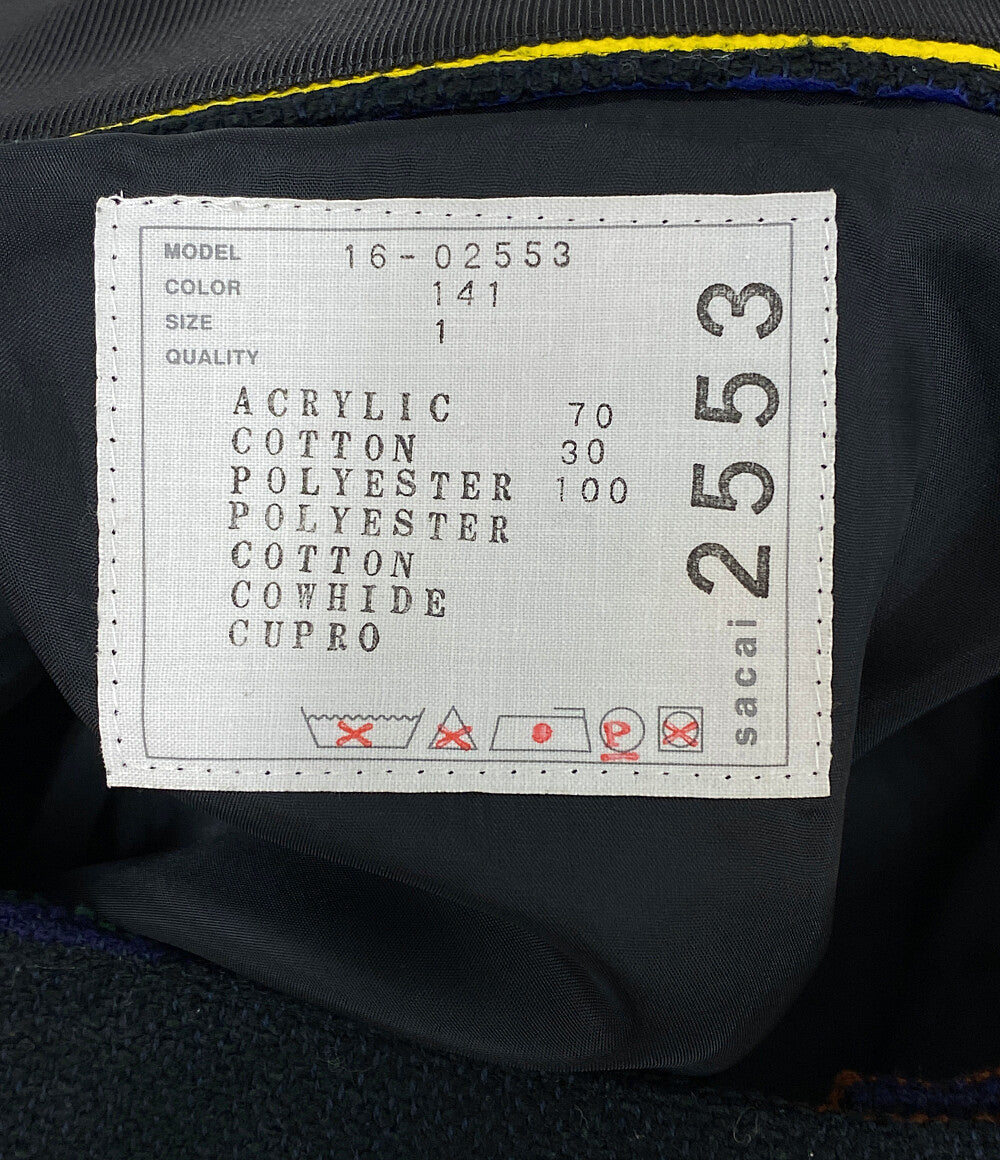 MODEL 16-02553
COLOR 141
SIZE 1
QUALITY
ACRYLIC 70
COTTON 30
POLYESTER 100
POLYESTER
COTTON
COWHIDE
CUPRO
P
sacai 2553